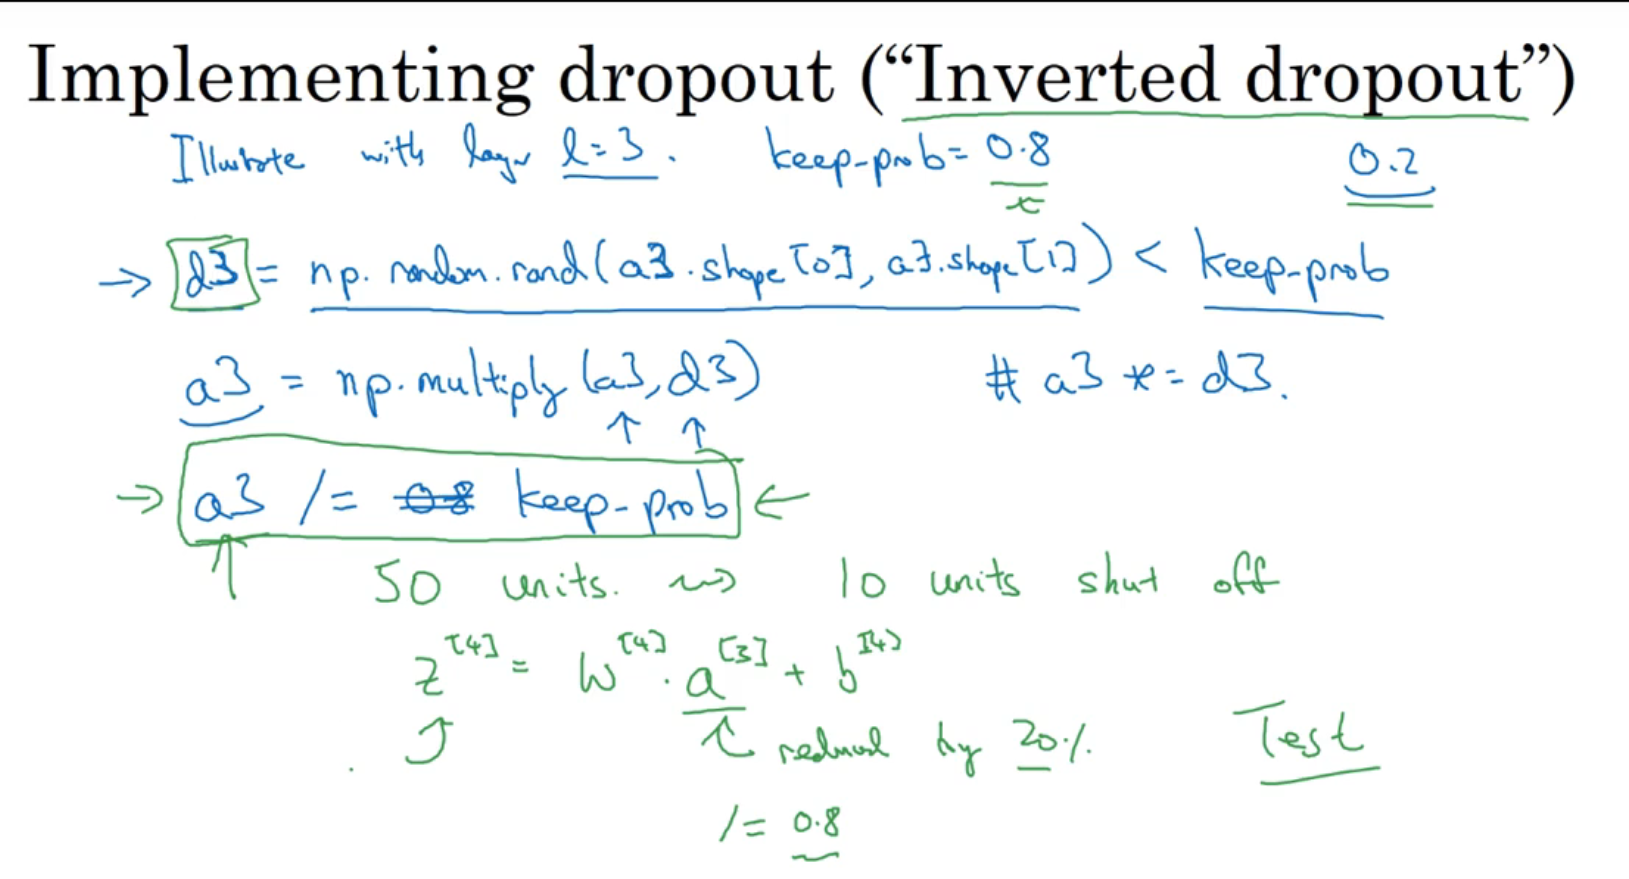 Implementing dropout (“Inverted dropout”)
Illustrate with layer l=3. keep-prob= 0.8 0.2
→ d3 = np.random.rand(a3.shape[0], a3.shape[1]) < keep-prob
a3 = np.multiply(a3, d3) # a3 *= d3.
→ a3 /= 0.8 keep-prob ←
50 units. ⇝ 10 units shut off
z[4] = W[4] · a[3] + b[4]
reduced by 20% Test
/= 0.8